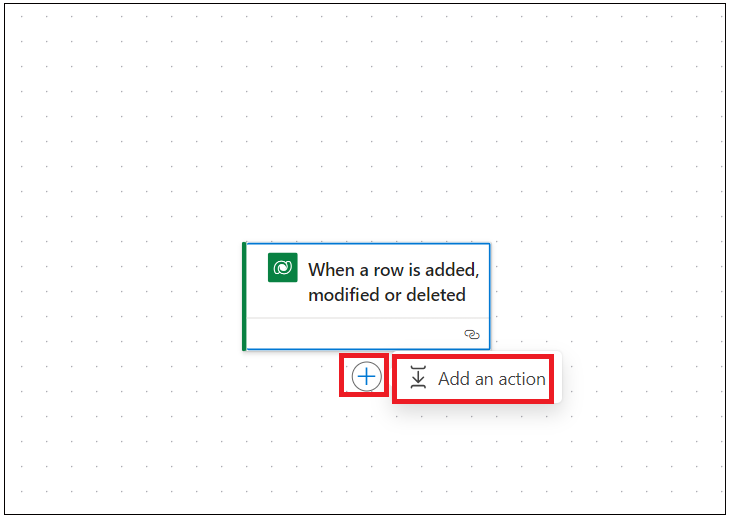 When a row is added,
modified or deleted
Add an action